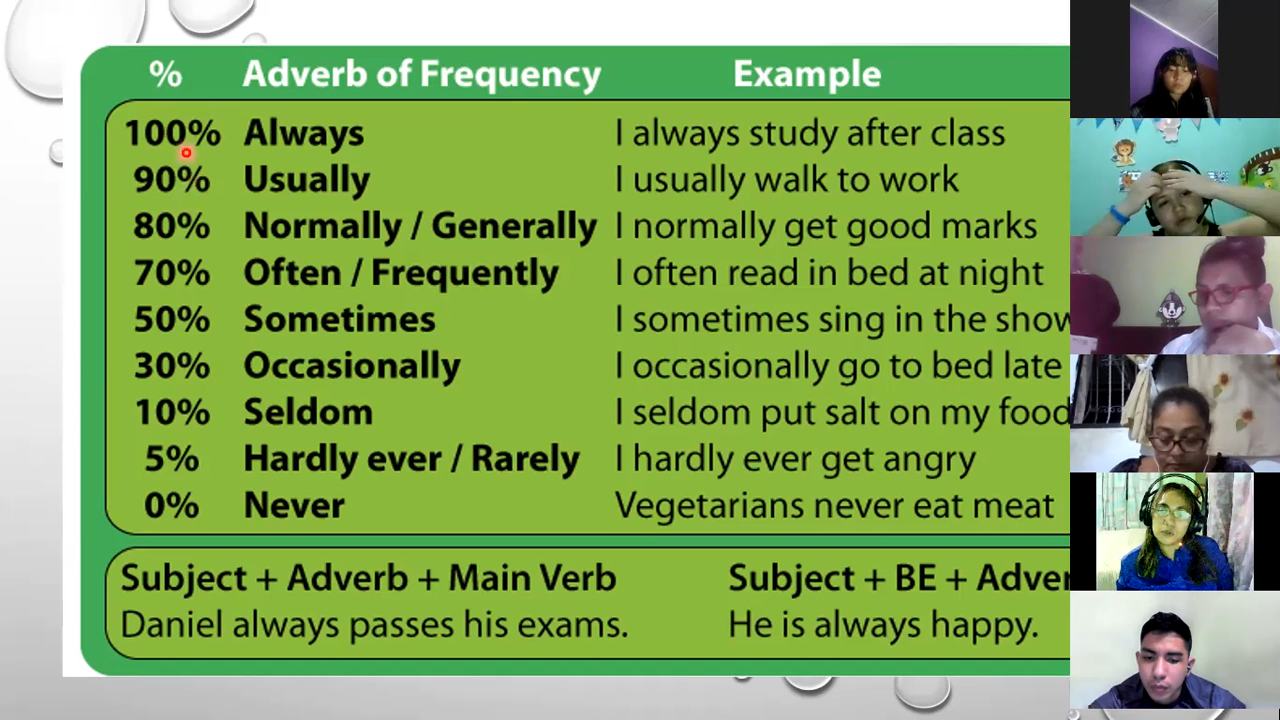 % Adverb of Frequency Example
100% Always I always study after class
90% Usually I usually walk to work
80% Normally / Generally I normally get good marks
70% Often / Frequently I often read in bed at night
50% Sometimes I sometimes sing in the show
30% Occasionally I occasionally go to bed late
10% Seldom I seldom put salt on my food
5% Hardly ever / Rarely I hardly ever get angry
0% Never Vegetarians never eat meat
Subject + Adverb + Main Verb Subject + BE +
Daniel always passes his exams. He is always happy.